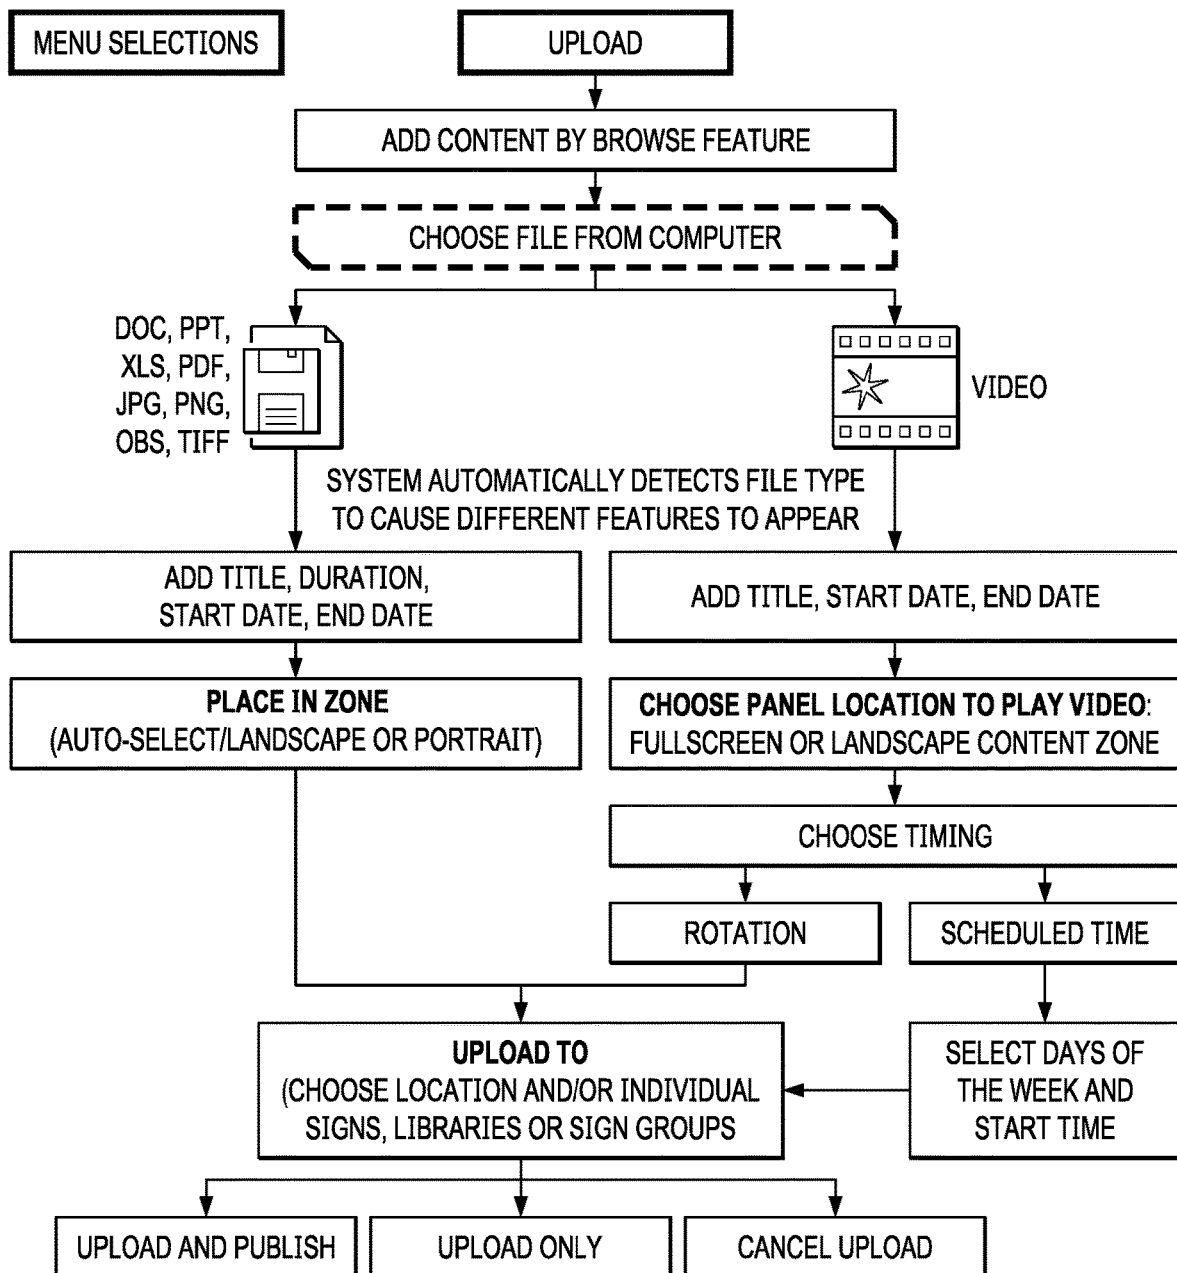 MENU SELECTIONS
UPLOAD
ADD CONTENT BY BROWSE FEATURE
CHOOSE FILE FROM COMPUTER
DOC, PPT,
XLS, PDF,
JPG, PNG,
OBS, TIFF
VIDEO
SYSTEM AUTOMATICALLY DETECTS FILE TYPE
TO CAUSE DIFFERENT FEATURES TO APPEAR
ADD TITLE, DURATION,
START DATE, END DATE
ADD TITLE, START DATE, END DATE
PLACE IN ZONE
(AUTO-SELECT/LANDSCAPE OR PORTRAIT)
CHOOSE PANEL LOCATION TO PLAY VIDEO:
FULLSCREEN OR LANDSCAPE CONTENT ZONE
CHOOSE TIMING
ROTATION
SCHEDULED TIME
UPLOAD TO
(CHOOSE LOCATION AND/OR INDIVIDUAL
SIGNS, LIBRARIES OR SIGN GROUPS
SELECT DAYS OF
THE WEEK AND
START TIME
UPLOAD AND PUBLISH
UPLOAD ONLY
CANCEL UPLOAD